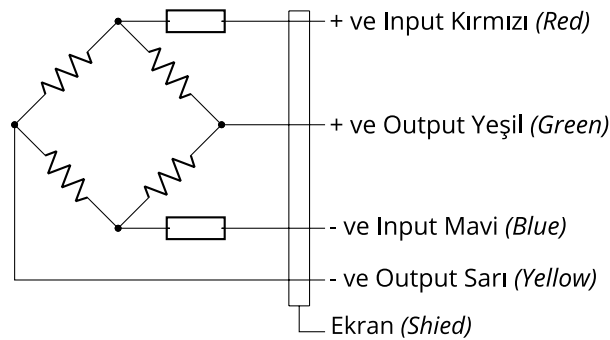 + ve Input Kırmızı (Red)
+ ve Output Yeşil (Green)
- ve Input Mavi (Blue)
- ve Output Sarı (Yellow)
Ekran (Shied)